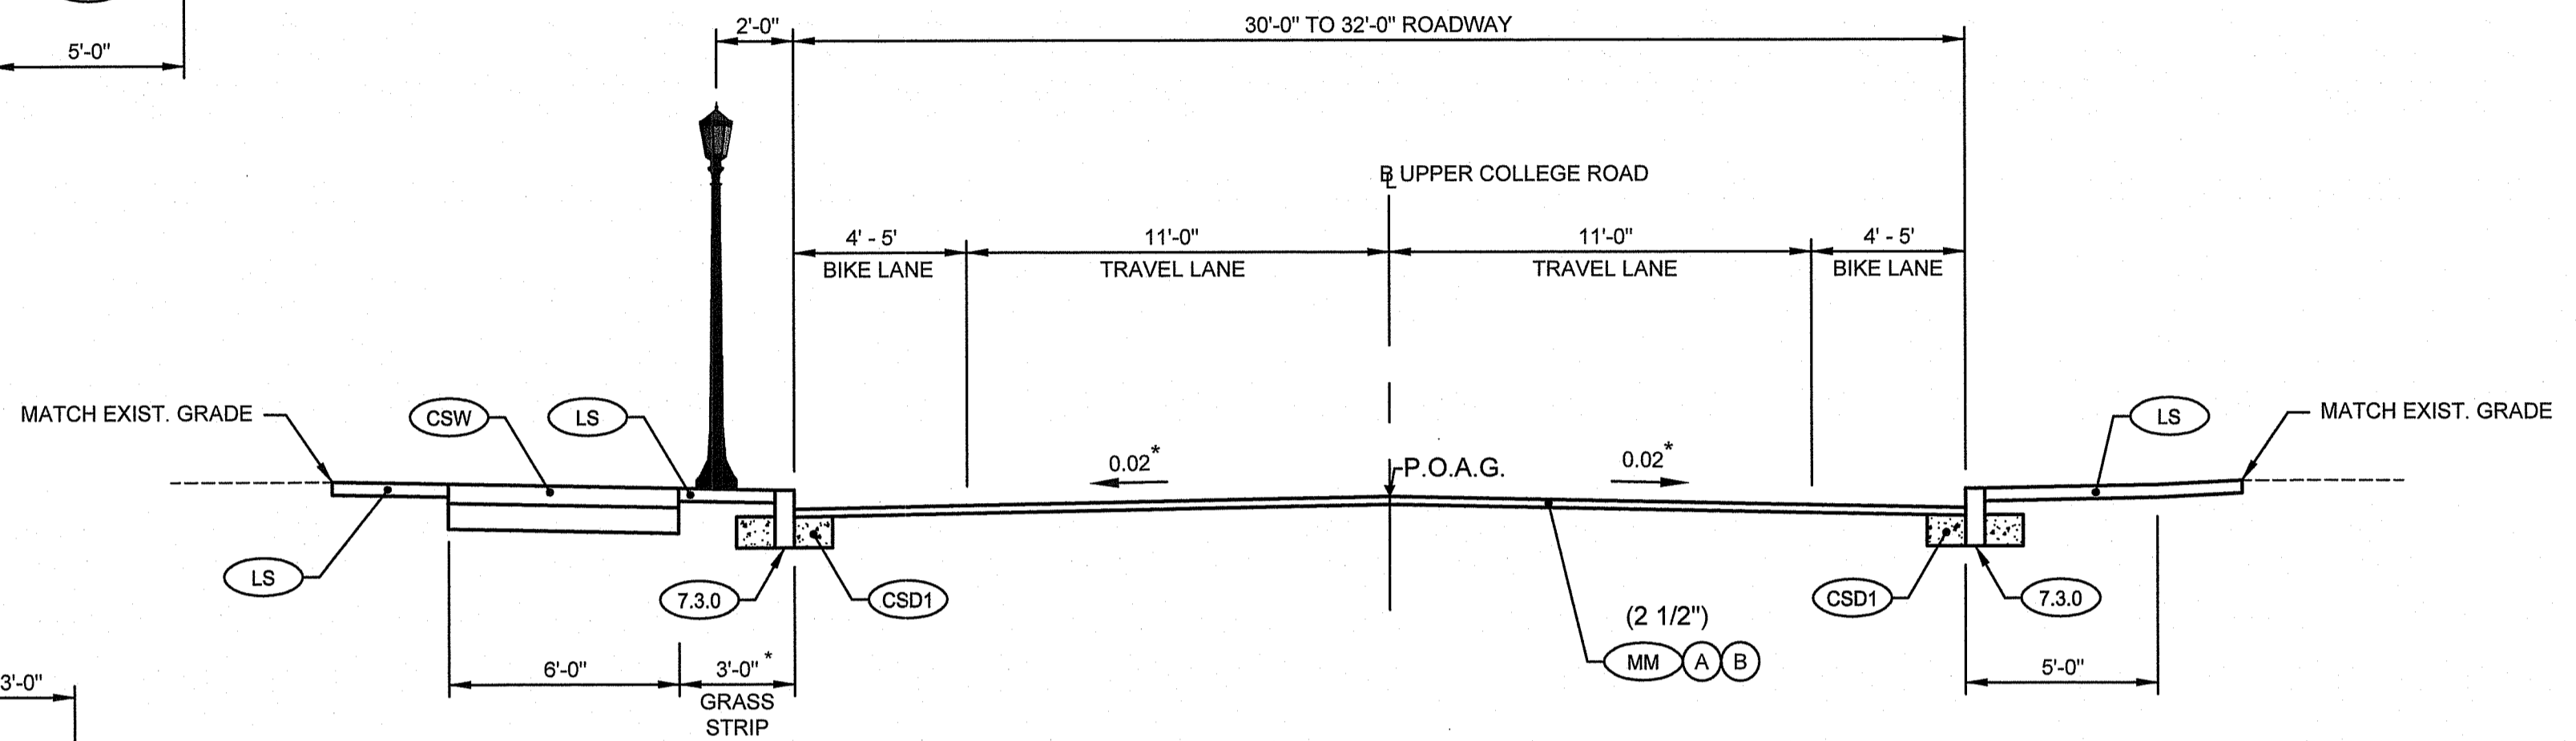 5'-0"
2'-0"
30'-0" TO 32'-0" ROADWAY
BL UPPER COLLEGE ROAD
4' - 5'
BIKE LANE
11'-0"
TRAVEL LANE
11'-0"
TRAVEL LANE
4' - 5'
BIKE LANE
MATCH EXIST. GRADE
CSW
LS
0.02*
P.O.A.G.
0.02*
LS
MATCH EXIST. GRADE
LS
7.3.0
CSD1
CSD1
7.3.0
(2 1/2")
MM A B
3'-0"
6'-0"
3'-0" *
GRASS
STRIP
5'-0"